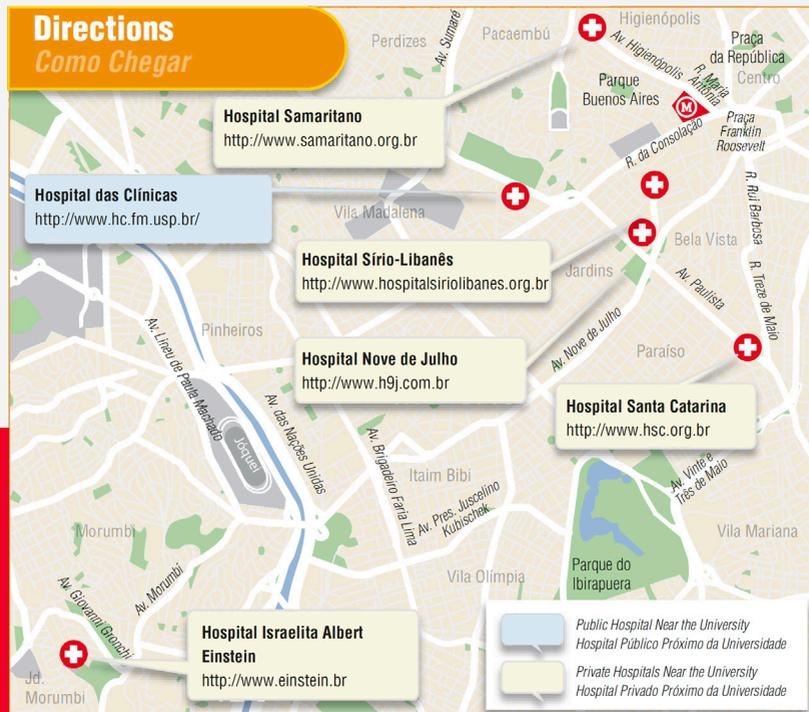 Directions
Como Chegar
Av. Sumaré
Perdizes
Pacaembú
Higienópolis
Av. Higienópolis
R. Maria
Antonia
Praça
da República
Centro
Parque
Buenos Aires
M
Praça
Franklin
Roosevelt
Hospital Samaritano
http://www.samaritano.org.br
R. da Consolação
Hospital das Clínicas
http://www.hc.fm.usp.br/
Vila Madalena
R. Rui Barbosa
Bela Vista
Hospital Sírio-Libanês
http://www.hospitalsiriolibanes.org.br
Jardins
Av. Paulista
R. Treze de Maio
Pinheiros
Av. Lineu de Paula Machado
Av. Nove de Julho
Hospital Nove de Julho
http://www.h9j.com.br
Paraíso
Hospital Santa Catarina
http://www.hsc.org.br
Av. das Nações Unidas
Jóquei
Av. Brigadeiro Faria Lima
Itaim Bibi
Av. Vinte e
Três de Maio
Av. Pres. Juscelino
Kubischek
Morumbi
Vila Mariana
Av. Morumbi
Vila Olímpia
Parque do
Ibirapuera
Av. Giovanni Gronchi
Hospital Israelita Albert
Einstein
http://www.einstein.br
Jd.
Morumbi
Public Hospital Near the University
Hospital Público Próximo da Universidade
Private Hospitals Near the University
Hospital Privado Próximo da Universidade